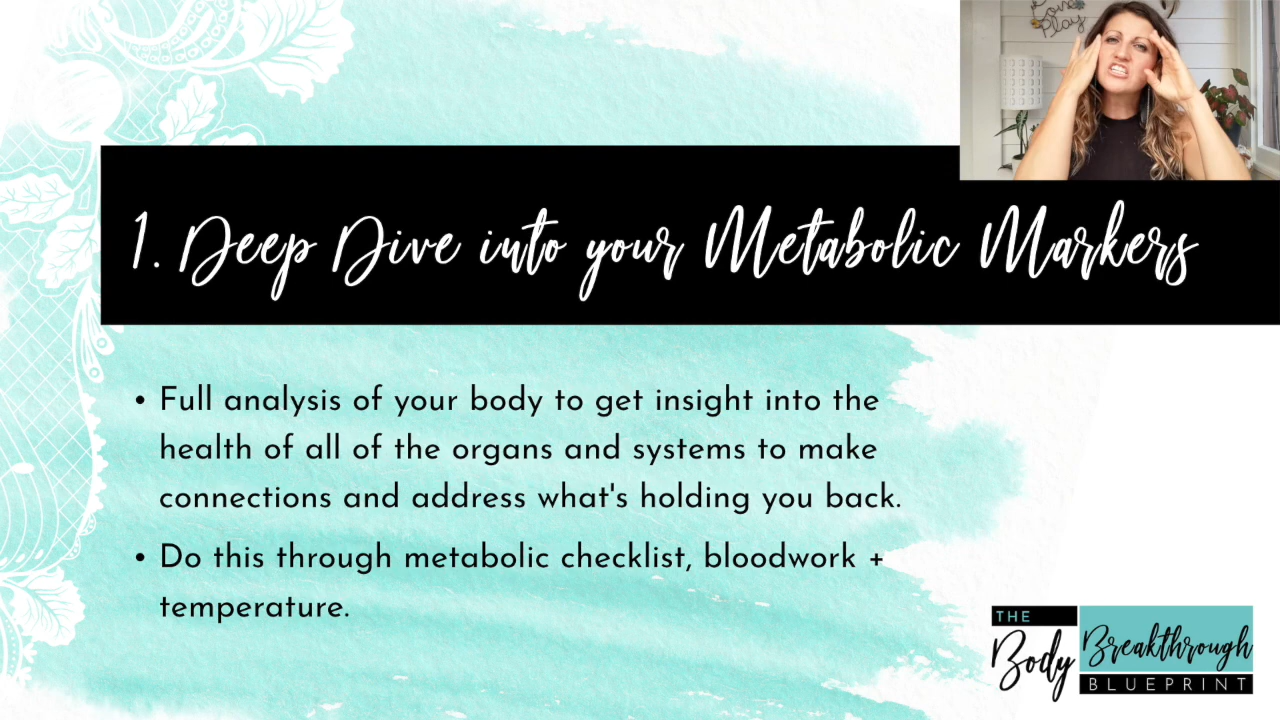 Love
Play
1. Deep Dive into your Metabolic Markers
• Full analysis of your body to get insight into the
health of all of the organs and systems to make
connections and address what's holding you back.
• Do this through metabolic checklist, bloodwork +
temperature.
THE
Body Breakthrough
BLUEPRINT